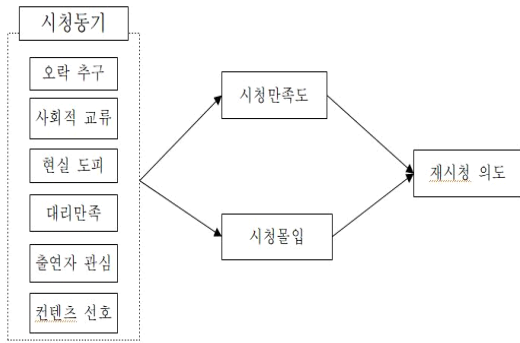 시청동기
오락 추구
사회적 교류
현실 도피
대리만족
출연자 관심
컨텐츠 선호
시청만족도
시청몰입
재시청 의도